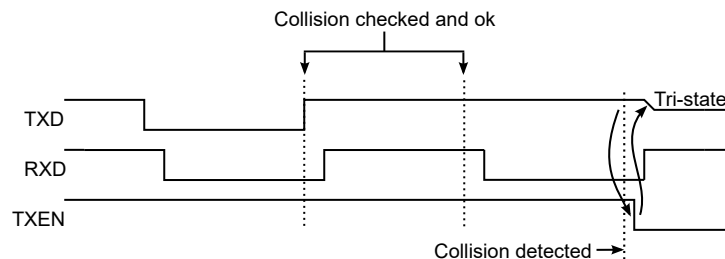 Collision checked and ok
Tri-state
TXD
RXD
TXEN
Collision detected